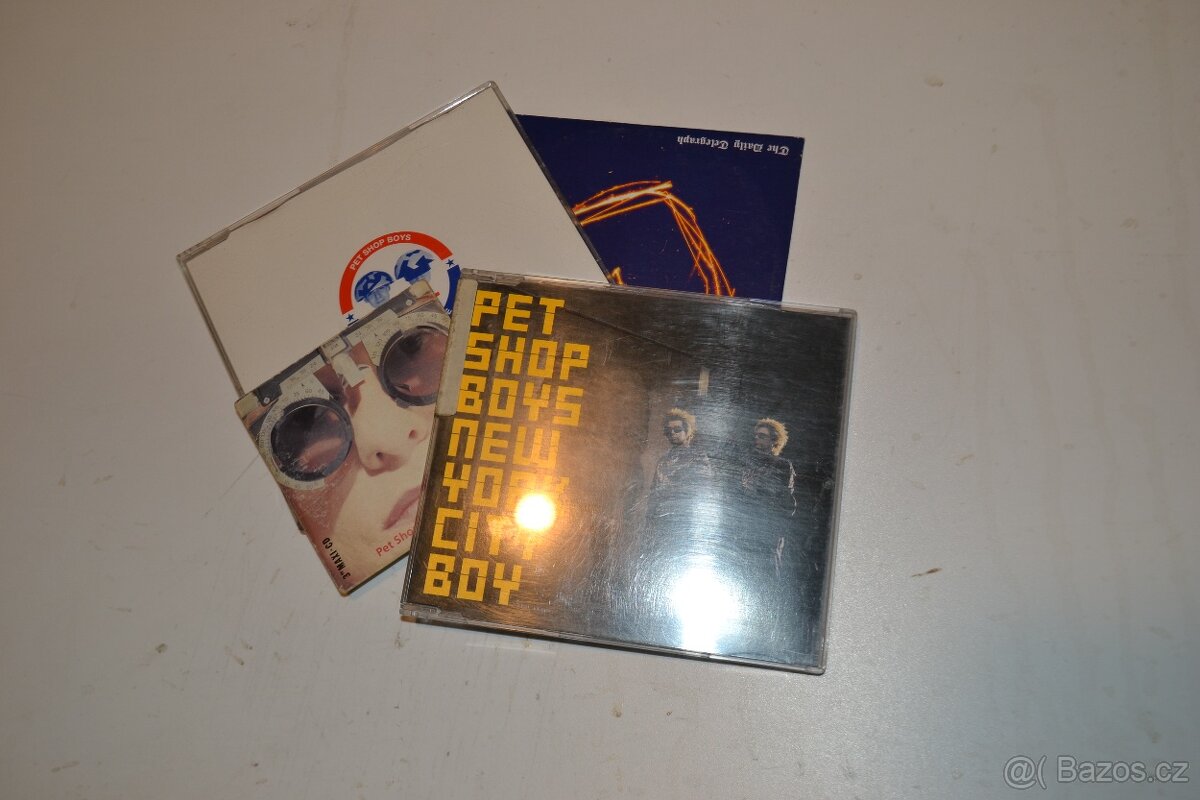 The Daily Telegraph
PET SHOP BOYS
PET
SHOP
BOYS
NEW
YORK
CITY
BOY
Pet Sho
3" MAXI-CD
@( Bazos.cz